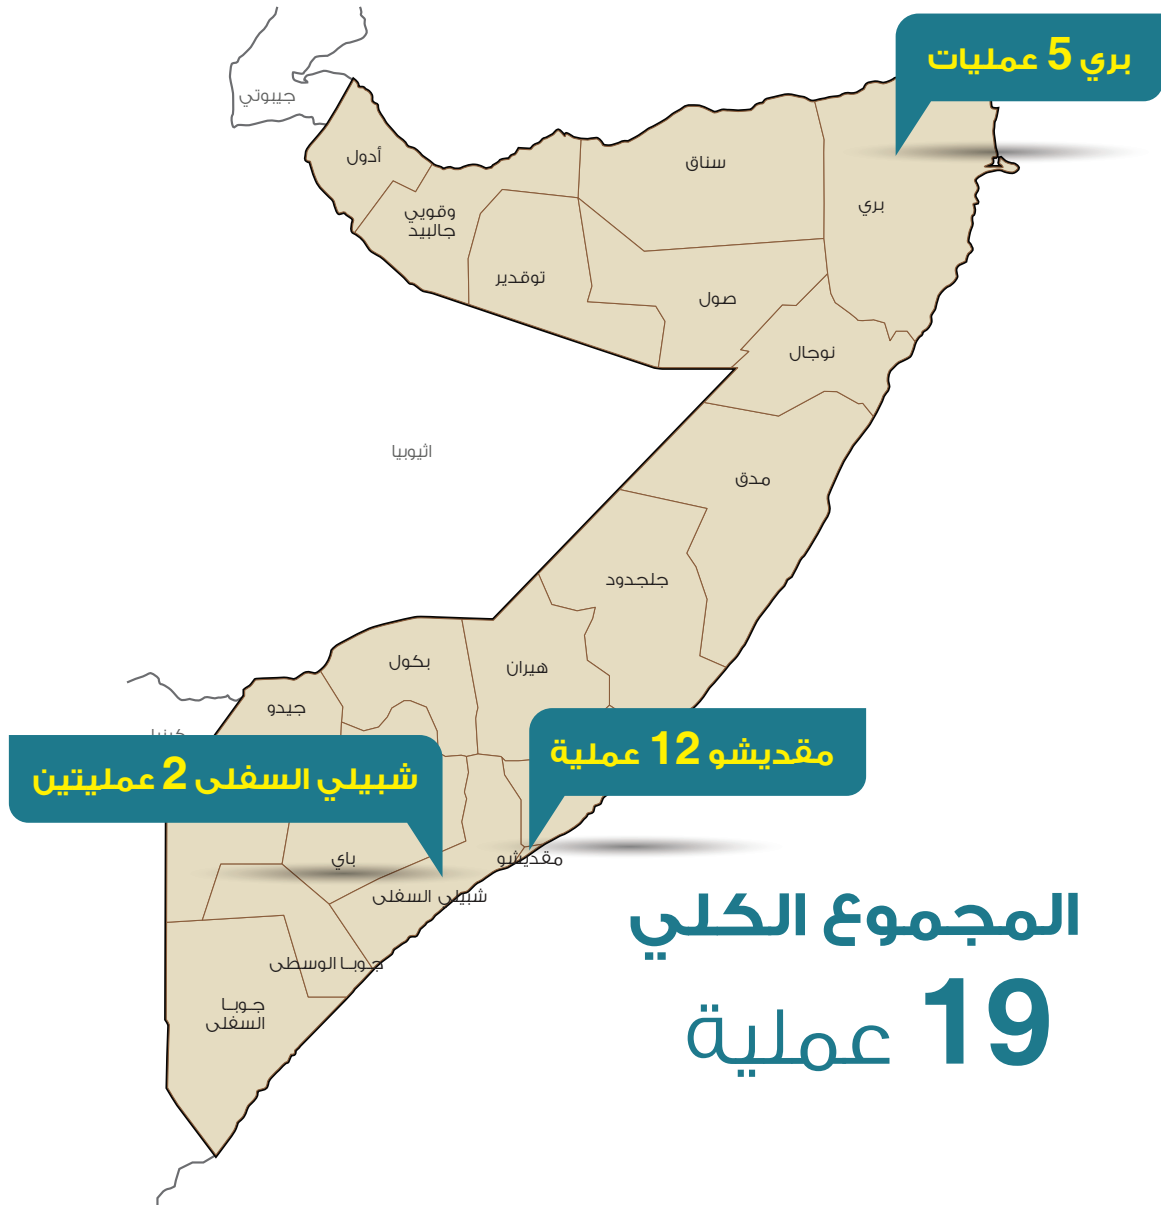 بري 5 عمليات
جيبوتي
أدول
سناق
بري
وقويي
جالبيد
توقدير
صول
نوجال
اثيوبيا
مدق
جلجدود
هيران
بكول
جيدو
مقديشو 12 عملية
شبيلي السفلى 2 عمليتين
باي
مقديشو
شبيلي السفلى
جوبا الوسطى
جوبا
السفلى
المجموع الكلي
19 عملية